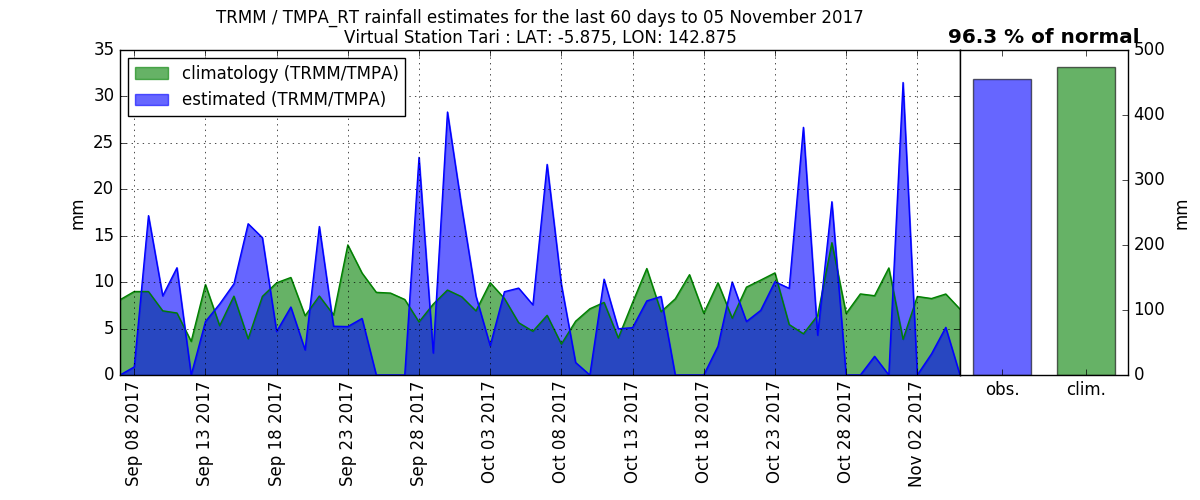 TRMM / TMPA_RT rainfall estimates for the last 60 days to 05 November 2017
Virtual Station Tari : LAT: -5.875, LON: 142.875
96.3 % of normal
climatology (TRMM/TMPA)
estimated (TRMM/TMPA)
mm
35
30
25
20
15
10
5
0
Sep 08 2017
Sep 13 2017
Sep 18 2017
Sep 23 2017
Sep 28 2017
Oct 03 2017
Oct 08 2017
Oct 13 2017
Oct 18 2017
Oct 23 2017
Oct 28 2017
Nov 02 2017
obs.
clim.
500
400
300
200
100
0
mm